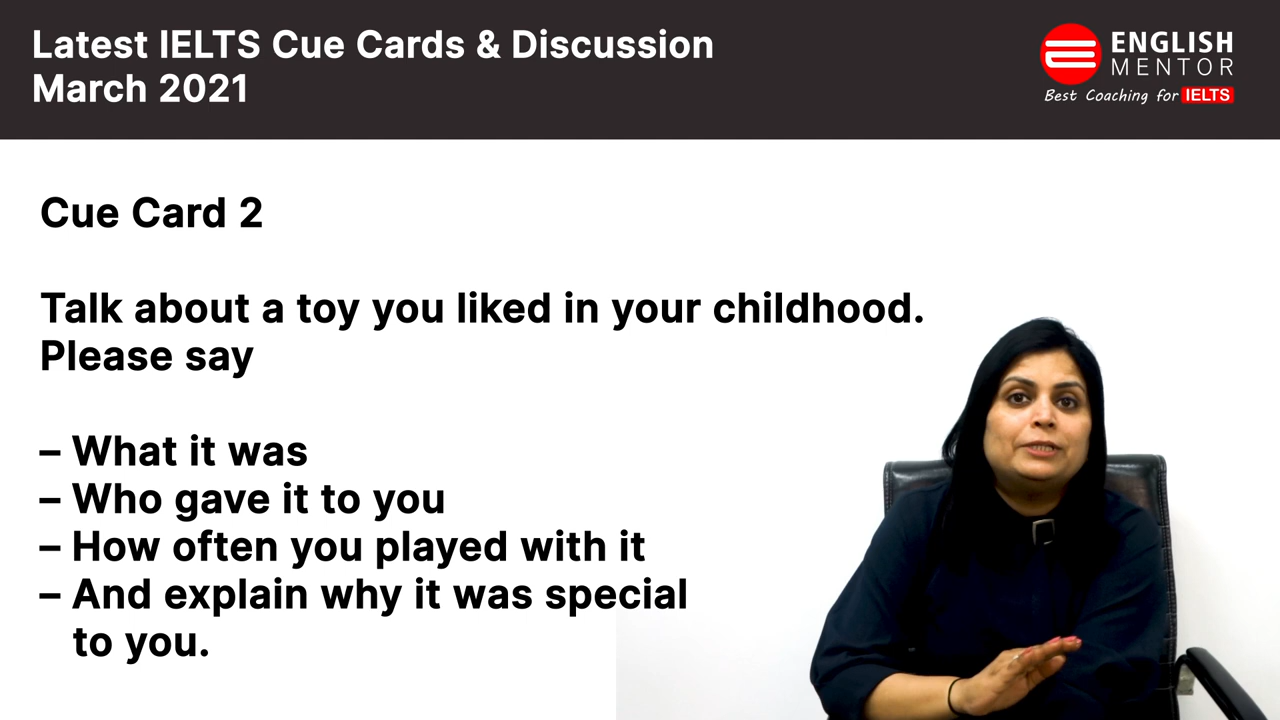 Latest IELTS Cue Cards & Discussion
March 2021
ENGLISH
MENTOR
Best Coaching for IELTS
Cue Card 2
Talk about a toy you liked in your childhood.
Please say
– What it was
– Who gave it to you
– How often you played with it
– And explain why it was special
to you.